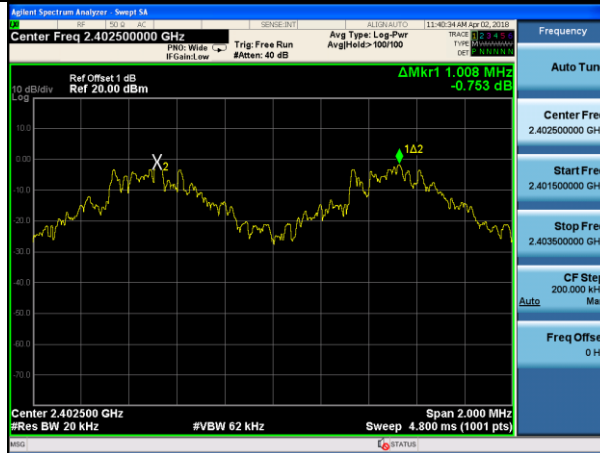 Agilent Spectrum Analyzer - Swept SA
RF 50 Ω AC SENSE:INT ALIGN AUTO 11:40:34 AM Apr 02, 2018
Center Freq 2.402500000 GHz
PNO: Wide
IFGain:Low
Trig: Free Run
#Atten: 40 dB
Avg Type: Log-Pwr
Avg|Hold>100/100
TRACE 1 2 3 4 5 6
TYPE
DET P N N N N N
Frequency
ΔMkr1 1.008 MHz
-0.753 dB
Ref Offset 1 dB
10 dB/div Ref 20.00 dBm
Log
10.0
0.00
-10.0
-20.0
-30.0
-40.0
-50.0
-60.0
-70.0
X2
1Δ2
Auto Tun
Center Fre
2.402500000 GH
Start Fre
2.401500000 GH
Stop Fre
2.403500000 GH
CF Step
200.000 kH
Auto Ma
Freq Offse
0 H
Center 2.402500 GHz Span 2.000 MHz
#Res BW 20 kHz #VBW 62 kHz Sweep 4.800 ms (1001 pts)
MSG STATUS